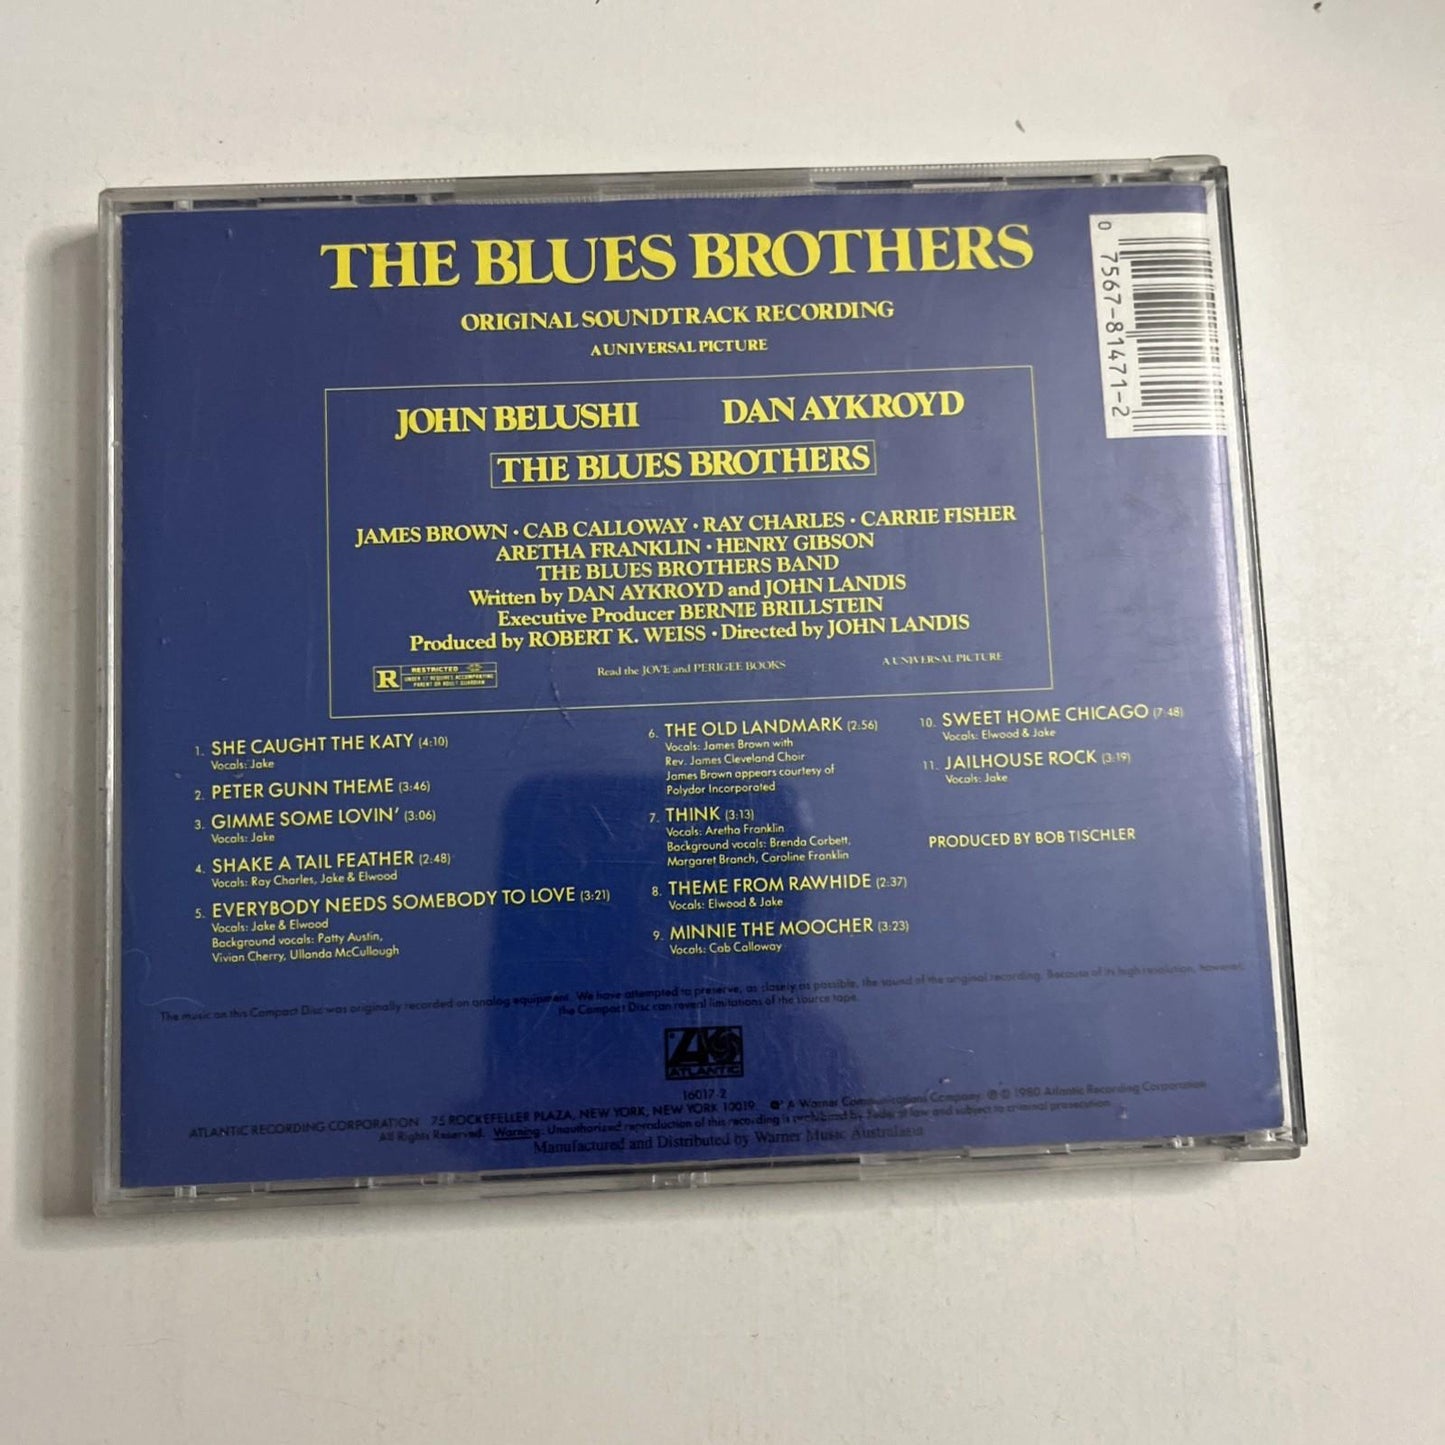 THE BLUES BROTHERS
ORIGINAL SOUNDTRACK RECORDING
A UNIVERSAL PICTURE
0 7567-81471-2
JOHN BELUSHI DAN AYKROYD
THE BLUES BROTHERS
JAMES BROWN · CAB CALLOWAY · RAY CHARLES · CARRIE FISHER
ARETHA FRANKLIN · HENRY GIBSON
THE BLUES BROTHERS BAND
Written by DAN AYKROYD and JOHN LANDIS
Executive Producer BERNIE BRILLSTEIN
Produced by ROBERT K. WEISS · Directed by JOHN LANDIS
R RESTRICTED
UNDER 17 REQUIRES ACCOMPANYING
PARENT OR ADULT GUARDIAN
Read the JOVE and PERIGEE BOOKS
A UNIVERSAL PICTURE
1. SHE CAUGHT THE KATY (4:10)
Vocals: Jake
2. PETER GUNN THEME (3:46)
3. GIMME SOME LOVIN' (3:06)
Vocals: Jake
4. SHAKE A TAIL FEATHER (2:48)
Vocals: Ray Charles, Jake & Elwood
5. EVERYBODY NEEDS SOMEBODY TO LOVE (3:21)
Vocals: Jake & Elwood
Background vocals: Patty Austin,
Vivian Cherry, Ullanda McCullough
6. THE OLD LANDMARK (2:56)
Vocals: James Brown with
Rev. James Cleveland Choir
James Brown appears courtesy of
Polydor Incorporated
7. THINK (3:13)
Vocals: Aretha Franklin
Background vocals: Brenda Corbett,
Margaret Branch, Caroline Franklin
8. THEME FROM RAWHIDE (2:37)
Vocals: Elwood & Jake
9. MINNIE THE MOOCHER (3:23)
Vocals: Cab Calloway
10. SWEET HOME CHICAGO (7:48)
Vocals: Elwood & Jake
11. JAILHOUSE ROCK (3:19)
Vocals: Jake
PRODUCED BY BOB TISCHLER
The music on this Compact Disc was originally recorded on analog equipment. We have attempted to preserve, as closely as possible, the sound of the original recording. Because of its high resolution, however,
the Compact Disc can reveal limitations of the source tape.
ATLANTIC
16017-2
ATLANTIC RECORDING CORPORATION 75 ROCKEFELLER PLAZA, NEW YORK, NEW YORK 10019 A Warner Communications Company ℗ © 1980 Atlantic Recording Corporation
All Rights Reserved. Warning: Unauthorized reproduction of this recording is prohibited by Federal law and subject to criminal prosecution.
Manufactured and Distributed by Warner Music Australasia